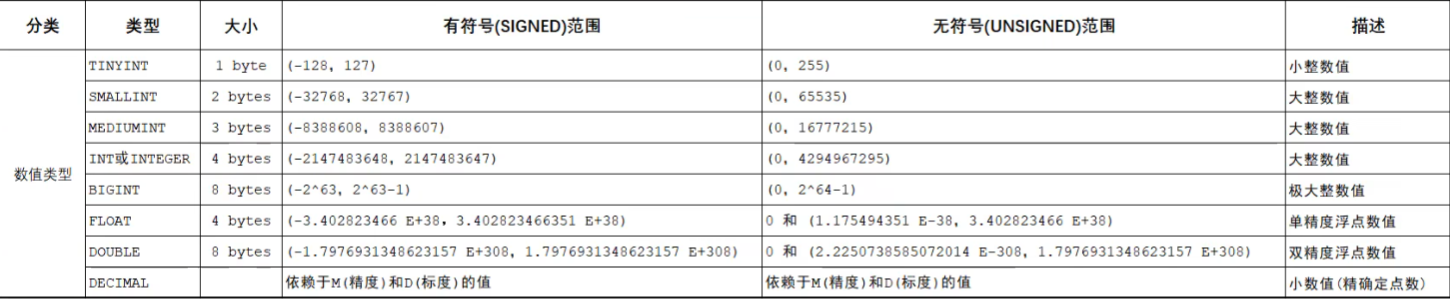 分类 类型 大小 有符号(SIGNED)范围 无符号(UNSIGNED)范围 描述
TINYINT 1 byte (-128, 127) (0, 255) 小整数值
SMALLINT 2 bytes (-32768, 32767) (0, 65535) 大整数值
MEDIUMINT 3 bytes (-8388608, 8388607) (0, 16777215) 大整数值
数值类型 INT或INTEGER 4 bytes (-2147483648, 2147483647) (0, 4294967295) 大整数值
BIGINT 8 bytes (-2^63, 2^63-1) (0, 2^64-1) 极大整数值
FLOAT 4 bytes (-3.402823466 E+38, 3.402823466351 E+38) 0 和 (1.175494351 E-38, 3.402823466 E+38) 单精度浮点数值
DOUBLE 8 bytes (-1.7976931348623157 E+308, 1.7976931348623157 E+308) 0 和 (2.2250738585072014 E-308, 1.7976931348623157 E+308) 双精度浮点数值
DECIMAL 依赖于M(精度)和D(标度)的值 依赖于M(精度)和D(标度)的值 小数值(精确定点数)